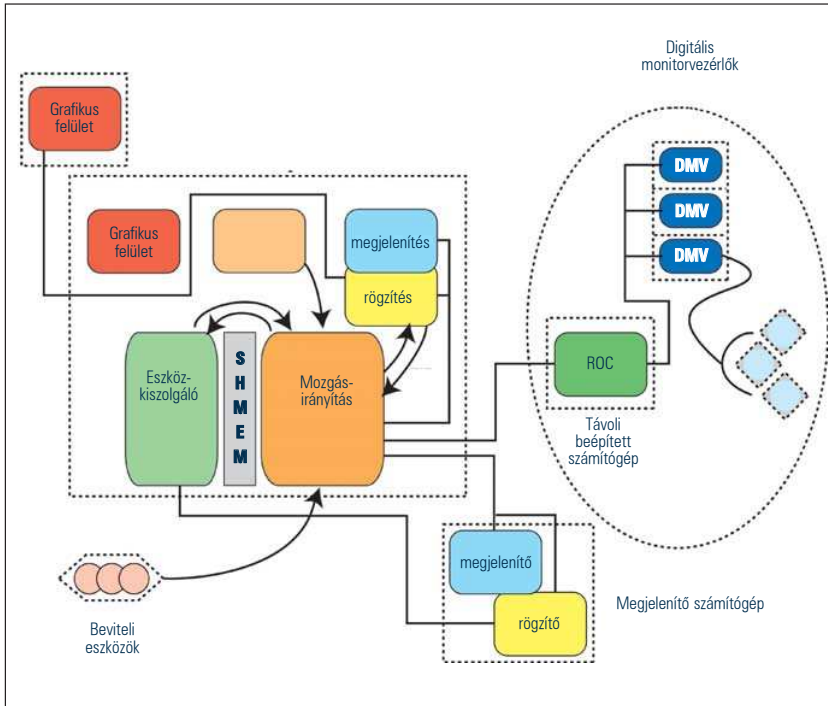 Digitális
monitorvezérlők
Grafikus
felület
DMV
DMV
DMV
Grafikus
felület
megjelenítés
rögzítés
Eszköz-
kiszolgáló
S
H
M
E
M
Mozgás-
irányítás
ROC
Távoli
beépített
számítógép
megjelenítő
rögzítő
Megjelenítő számítógép
Beviteli
eszközök